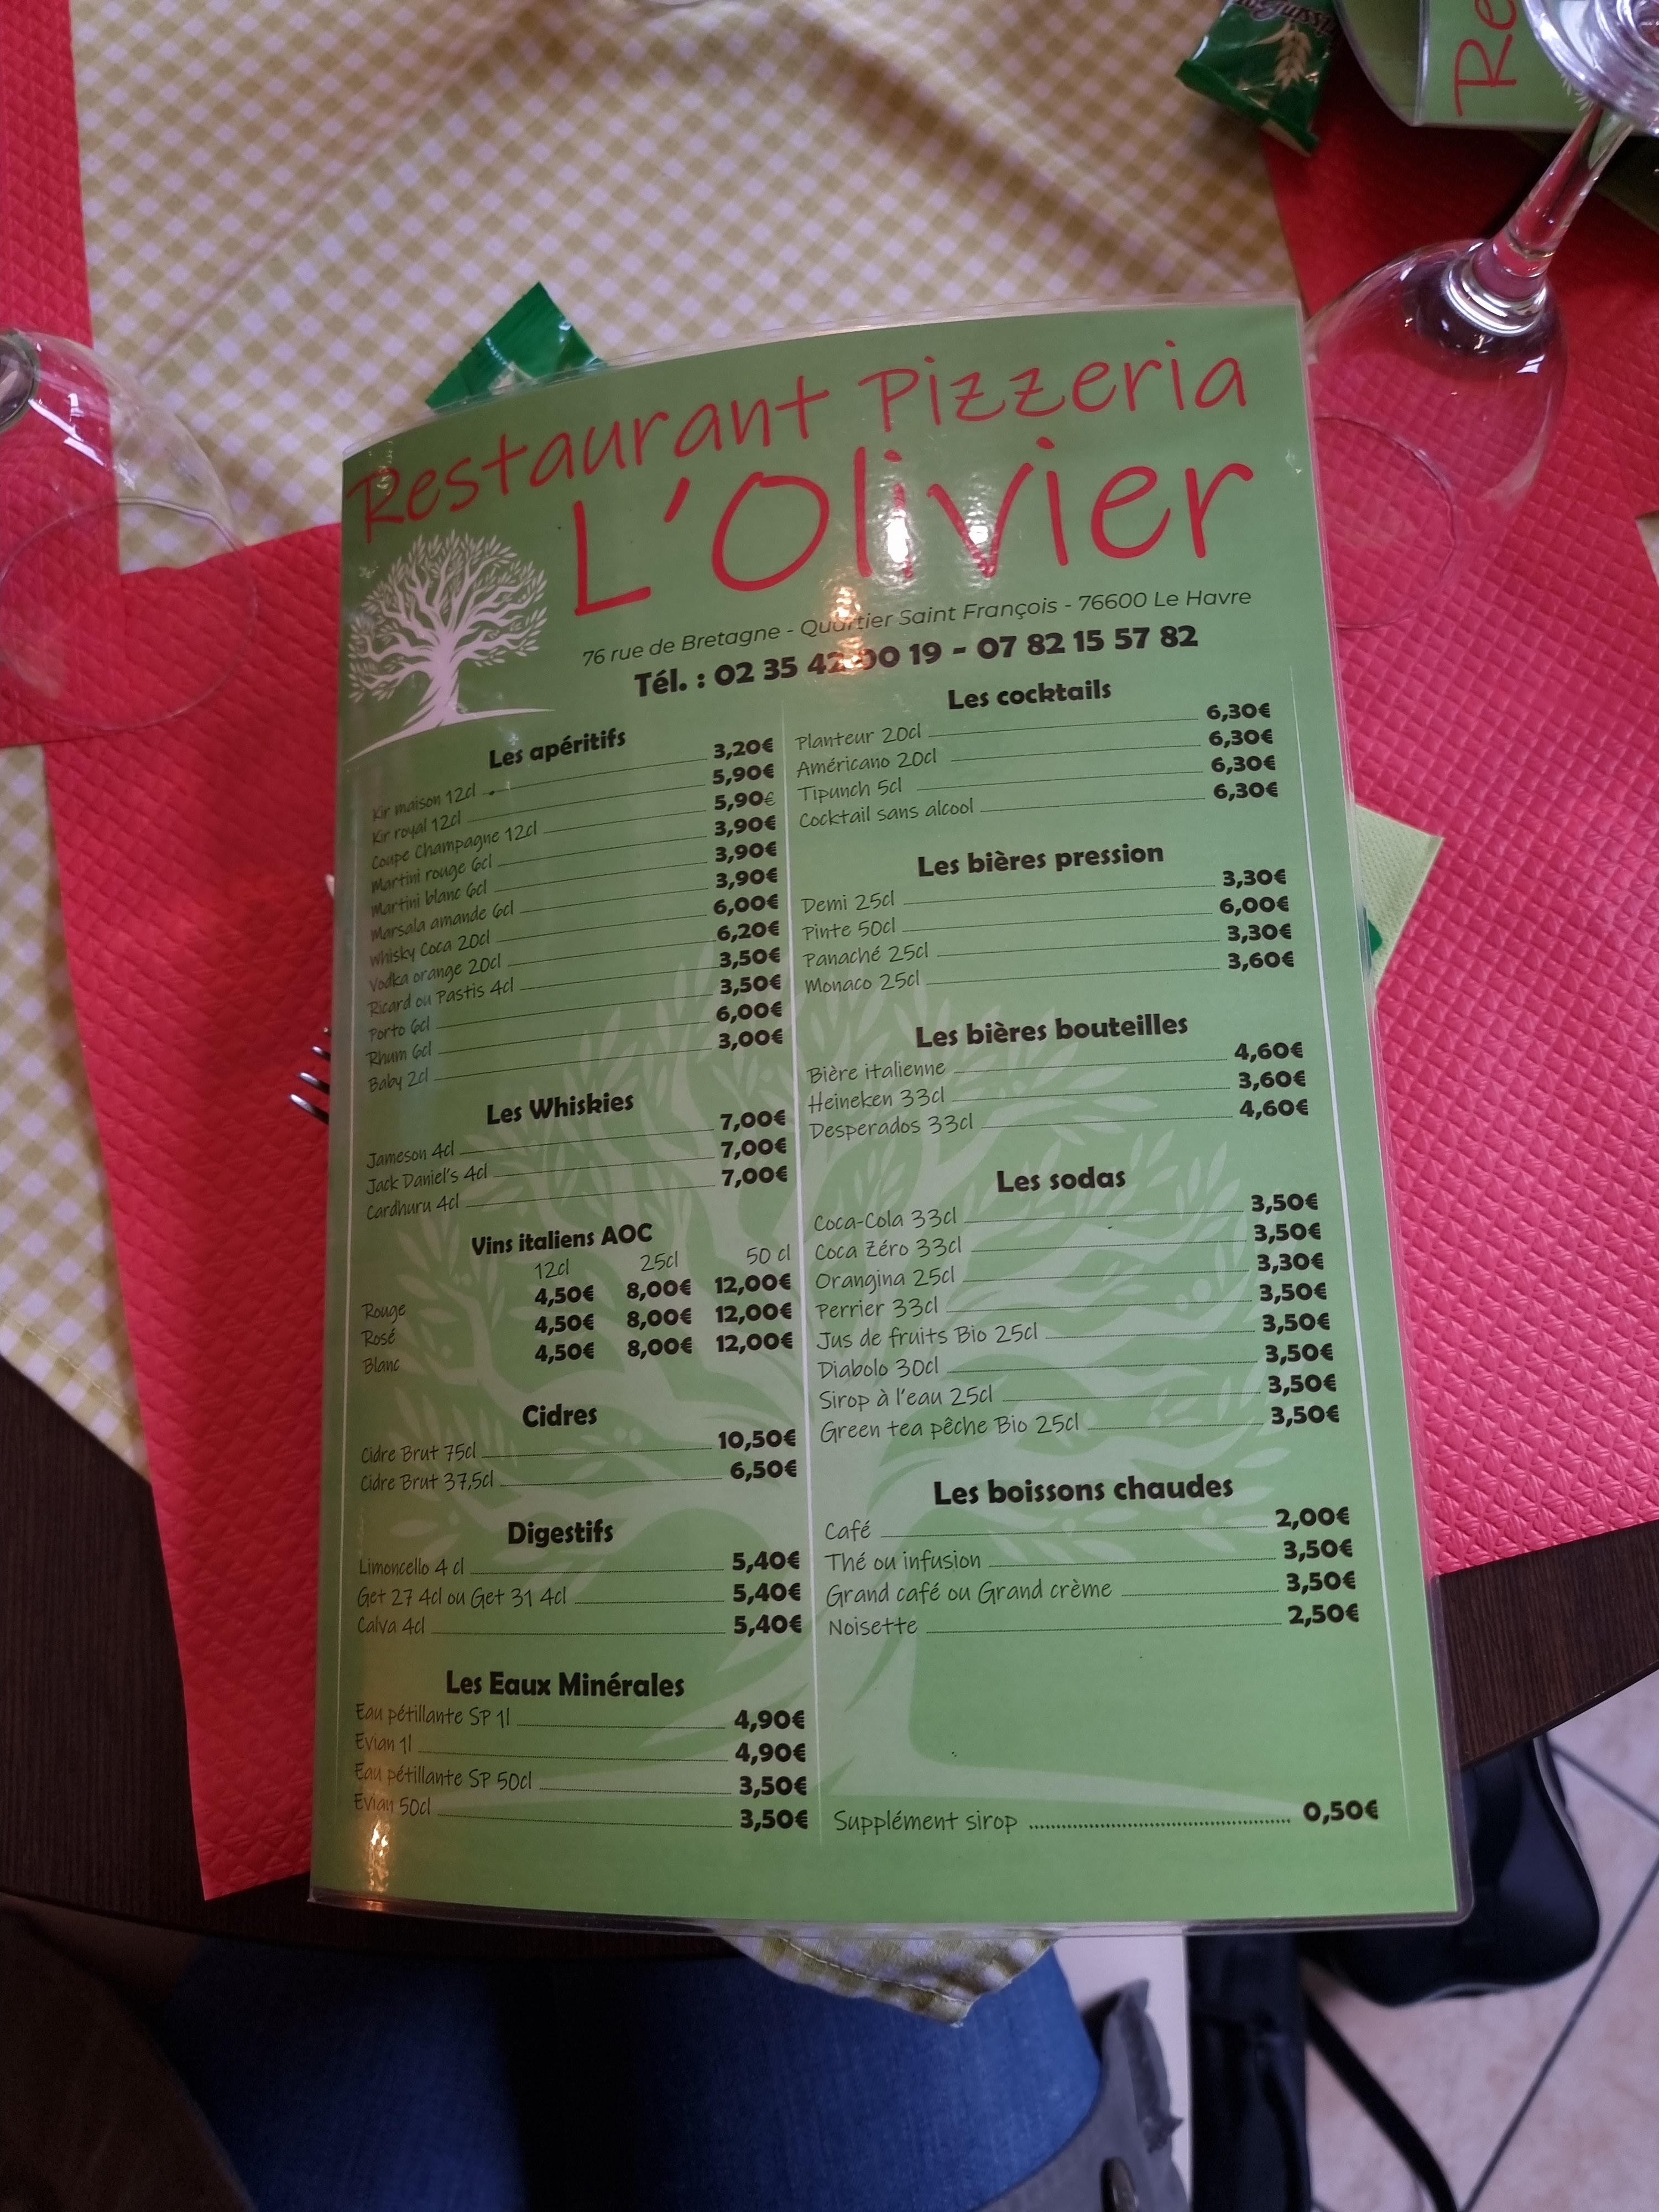 Re
Restaurant Pizzeria
L'Olivier
76 rue de Bretagne - Quartier Saint François - 76600 Le Havre
Tél. : 02 35 42 00 19 - 07 82 15 57 82
Les apéritifs
Kir maison 12cl 3,20€
Kir royal 12cl 5,90€
Coupe Champagne 12cl 5,90€
Martini rouge 6cl 3,90€
Martini blanc 6cl 3,90€
Marsala amande 6cl 3,90€
Whisky Coca 20cl 6,00€
Vodka orange 20cl 6,20€
Ricard ou Pastis 4cl 3,50€
Porto 6cl 3,50€
Rhum 6cl 6,00€
Baby 2cl 3,00€
Les Whiskies
Jameson 4cl 7,00€
Jack Daniel's 4cl 7,00€
Cardhuru 4cl 7,00€
Vins italiens AOC
12cl 25cl 50 cl
Rouge 4,50€ 8,00€ 12,00€
Rosé 4,50€ 8,00€ 12,00€
Blanc 4,50€ 8,00€ 12,00€
Cidres
Cidre Brut 75cl 10,50€
Cidre Brut 37,5cl 6,50€
Digestifs
Limoncello 4 cl 5,40€
Get 27 4cl ou Get 31 4cl 5,40€
Calva 4cl 5,40€
Les Eaux Minérales
Eau pétillante SP 1l 4,90€
Evian 1l 4,90€
Eau pétillante SP 50cl 3,50€
Evian 50cl 3,50€
Les cocktails
Planteur 20cl 6,30€
Américano 20cl 6,30€
Tipunch 5cl 6,30€
Cocktail sans alcool 6,30€
Les bières pression
Demi 25cl 3,30€
Pinte 50cl 6,00€
Panaché 25cl 3,30€
Monaco 25cl 3,60€
Les bières bouteilles
Bière italienne 4,60€
Heineken 33cl 3,60€
Desperados 33cl 4,60€
Les sodas
Coca-Cola 33cl 3,50€
Coca Zéro 33cl 3,50€
Orangina 25cl 3,30€
Perrier 33cl 3,50€
Jus de fruits Bio 25cl 3,50€
Diabolo 30cl 3,50€
Sirop à l'eau 25cl 3,50€
Green tea pêche Bio 25cl 3,50€
Les boissons chaudes
Café 2,00€
Thé ou infusion 3,50€
Grand café ou Grand crème 3,50€
Noisette 2,50€
Supplément sirop 0,50€